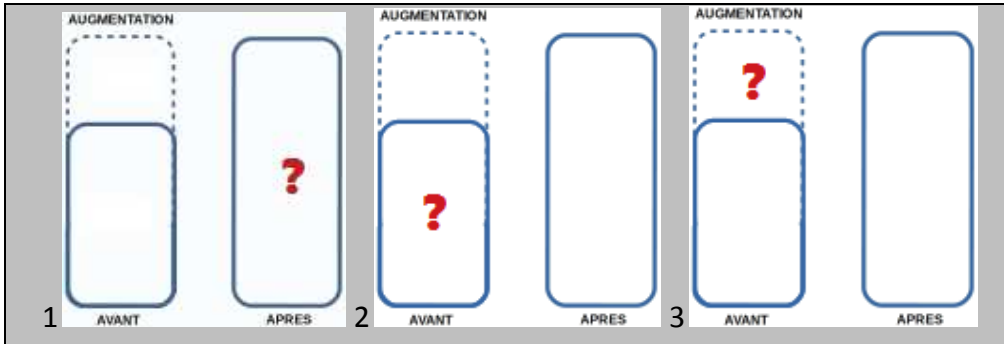 AUGMENTATION
?
1 AVANT APRES
AUGMENTATION
?
2 AVANT APRES
AUGMENTATION
?
3 AVANT APRES